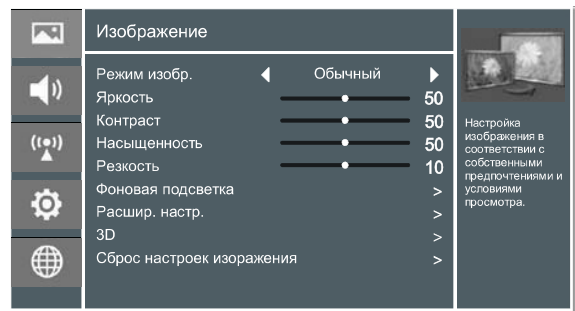 Изображение
Режим изобр. Обычный
Яркость 50
Контраст 50
Насыщенность 50
Резкость 10
Фоновая подсветка >
Расшир. настр. >
3D >
Сброс настроек изоражения >
Настройка
изображения в
соответствии с
собственными
предпочтениями и
условиями
просмотра.